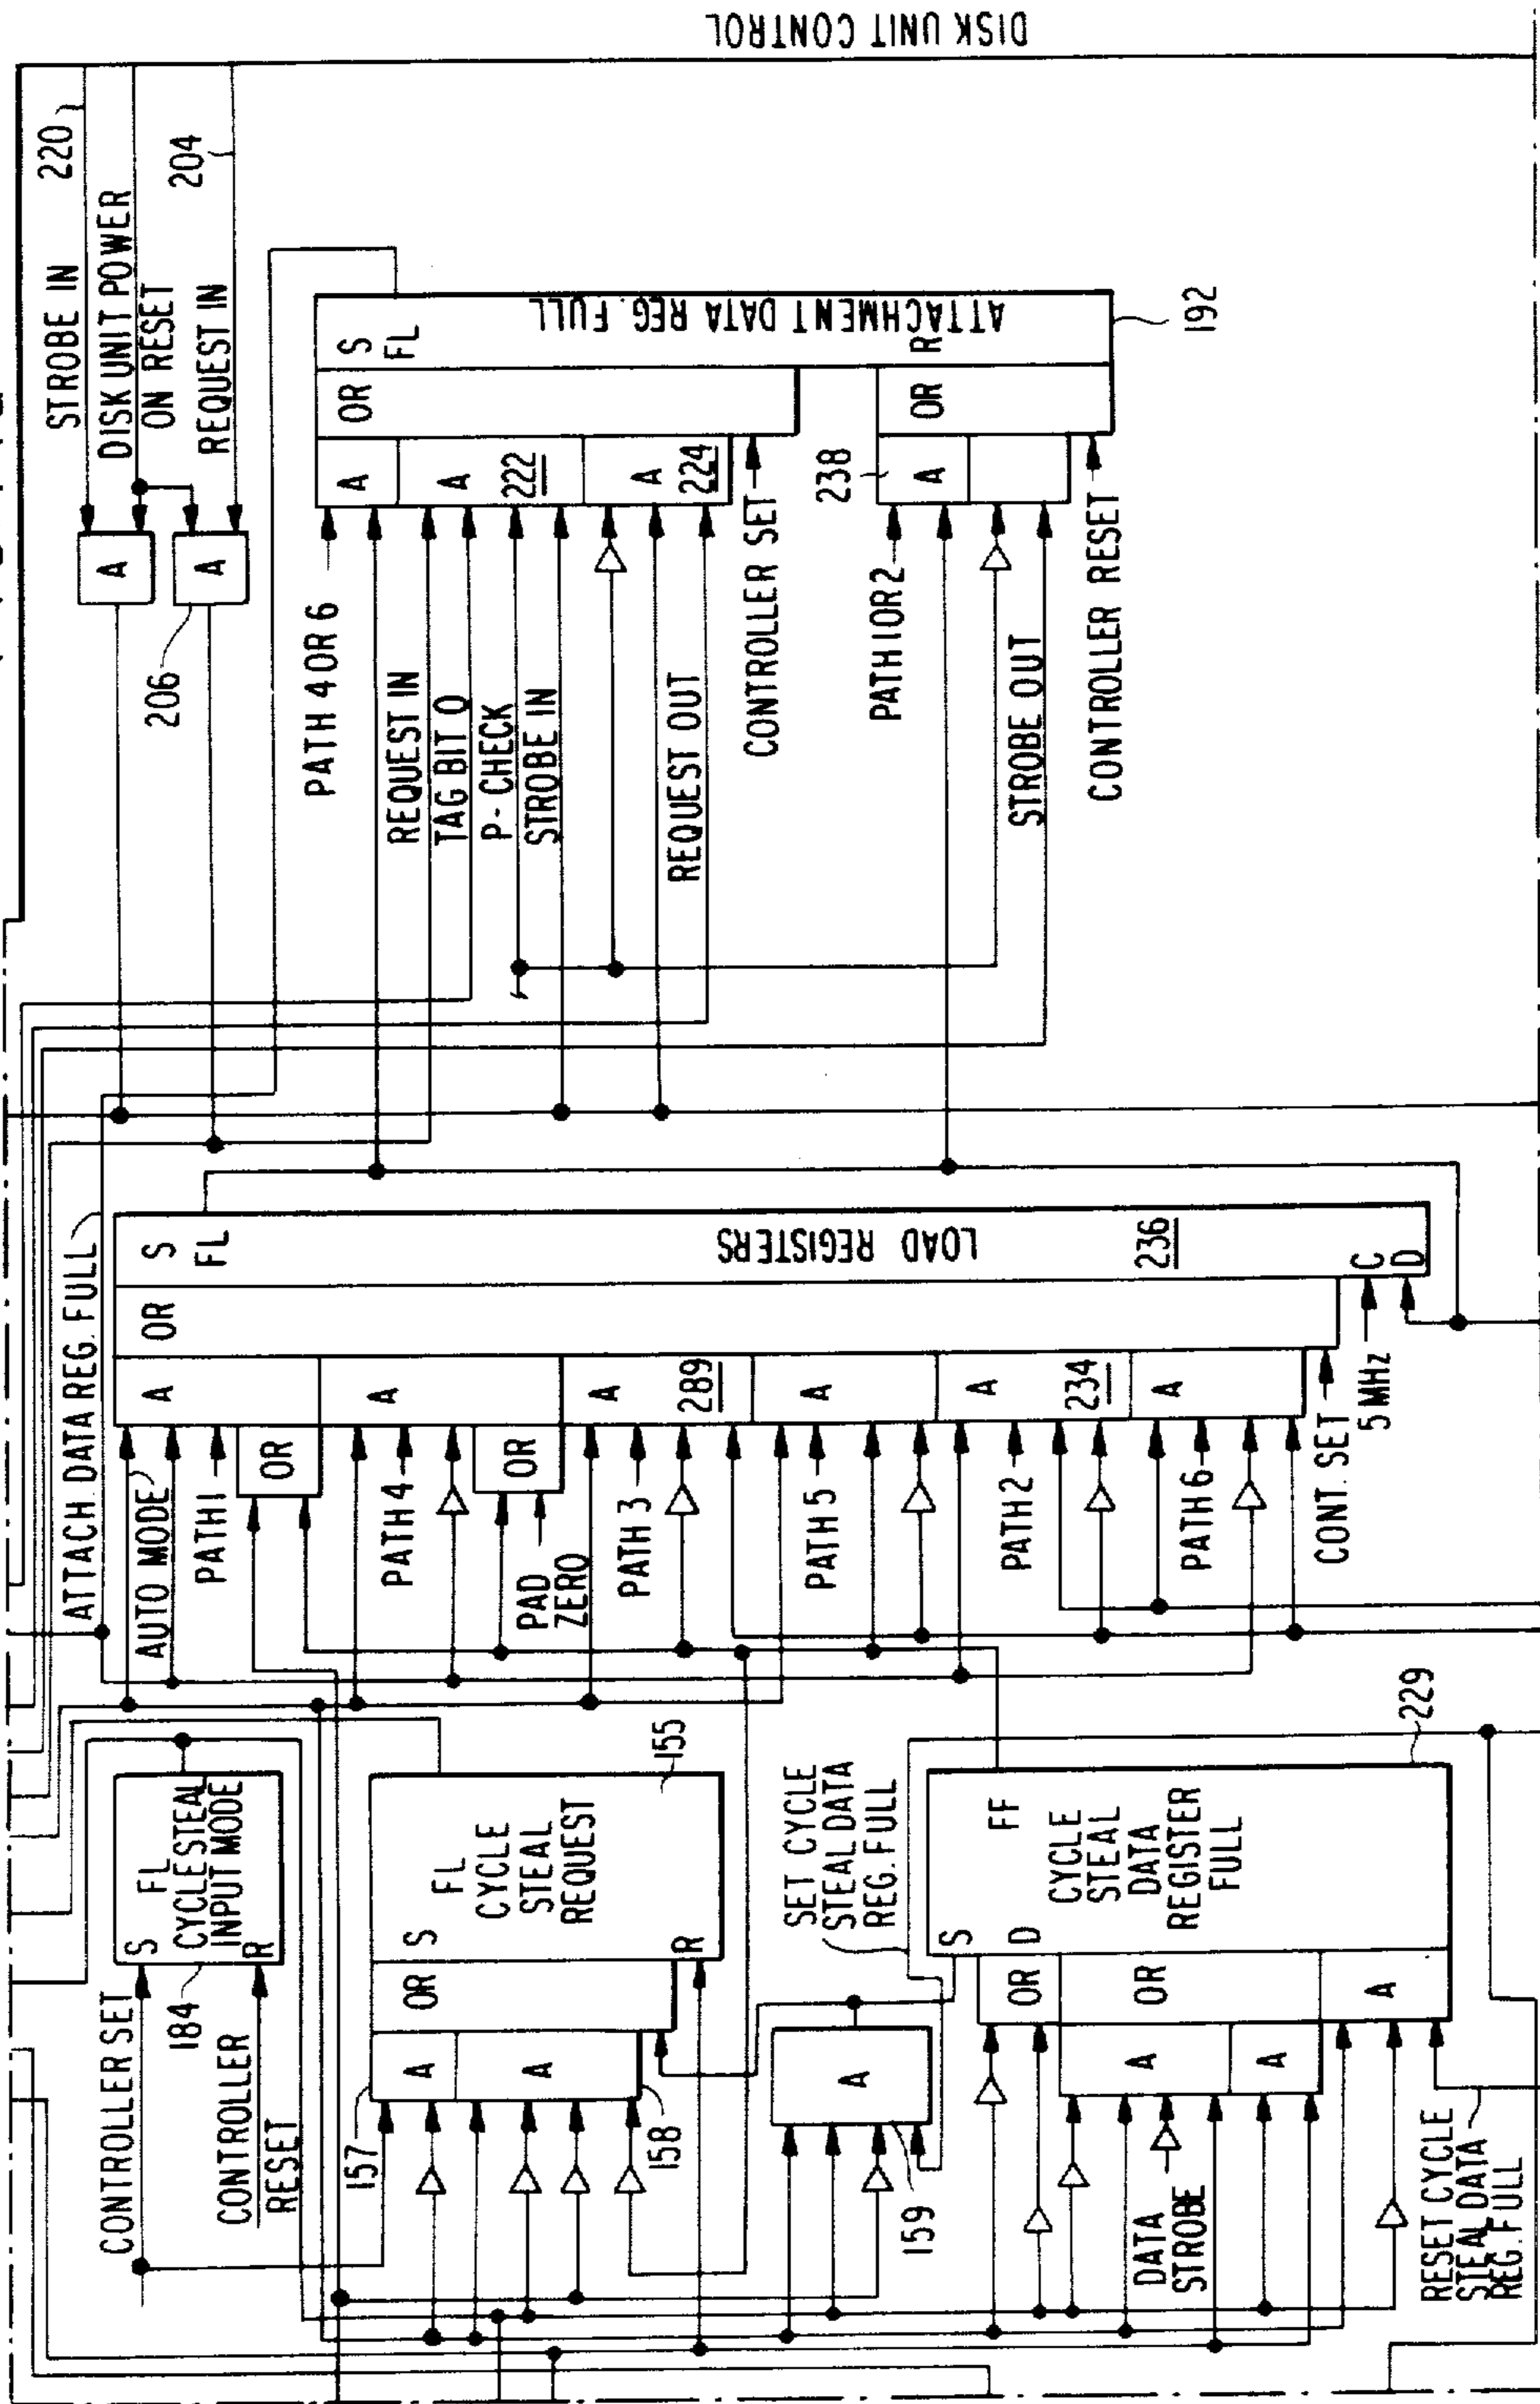 DISK UNIT CONTROL
STROBE IN
220
DISK UNIT POWER
ON RESET
REQUEST IN
204
A
A
206
PATH 4 OR 6
REQUEST IN
TAG BIT 0
P-CHECK
STROBE IN
REQUEST OUT
CONTROLLER SET
A
A
222
A
224
OR
S
FL
ATTACHMENT DATA REG. FULL
R
192
238
A
OR
PATH 1 OR 2
STROBE OUT
CONTROLLER RESET
ATTACH. DATA REG. FULL
AUTO MODE
PATH 1
OR
PATH 4
OR
PAD
ZERO
PATH 3
PATH 5
PATH 2
PATH 6
CONT. SET
5 MHz
A
A
A
289
A
A
234
A
OR
S
FL
LOAD REGISTERS
236
C
D
CONTROLLER SET
184
CONTROLLER
RESET
S
FL
CYCLE STEAL
INPUT MODE
R
157
A
A
158
OR
S
FL
CYCLE
STEAL
REQUEST
R
155
SET CYCLE
STEAL DATA
REG. FULL
A
159
S
OR
D
FF
CYCLE
STEAL
DATA
REGISTER
FULL
229
OR
A
A
A
DATA
STROBE
RESET CYCLE
STEAL DATA
REG. FULL